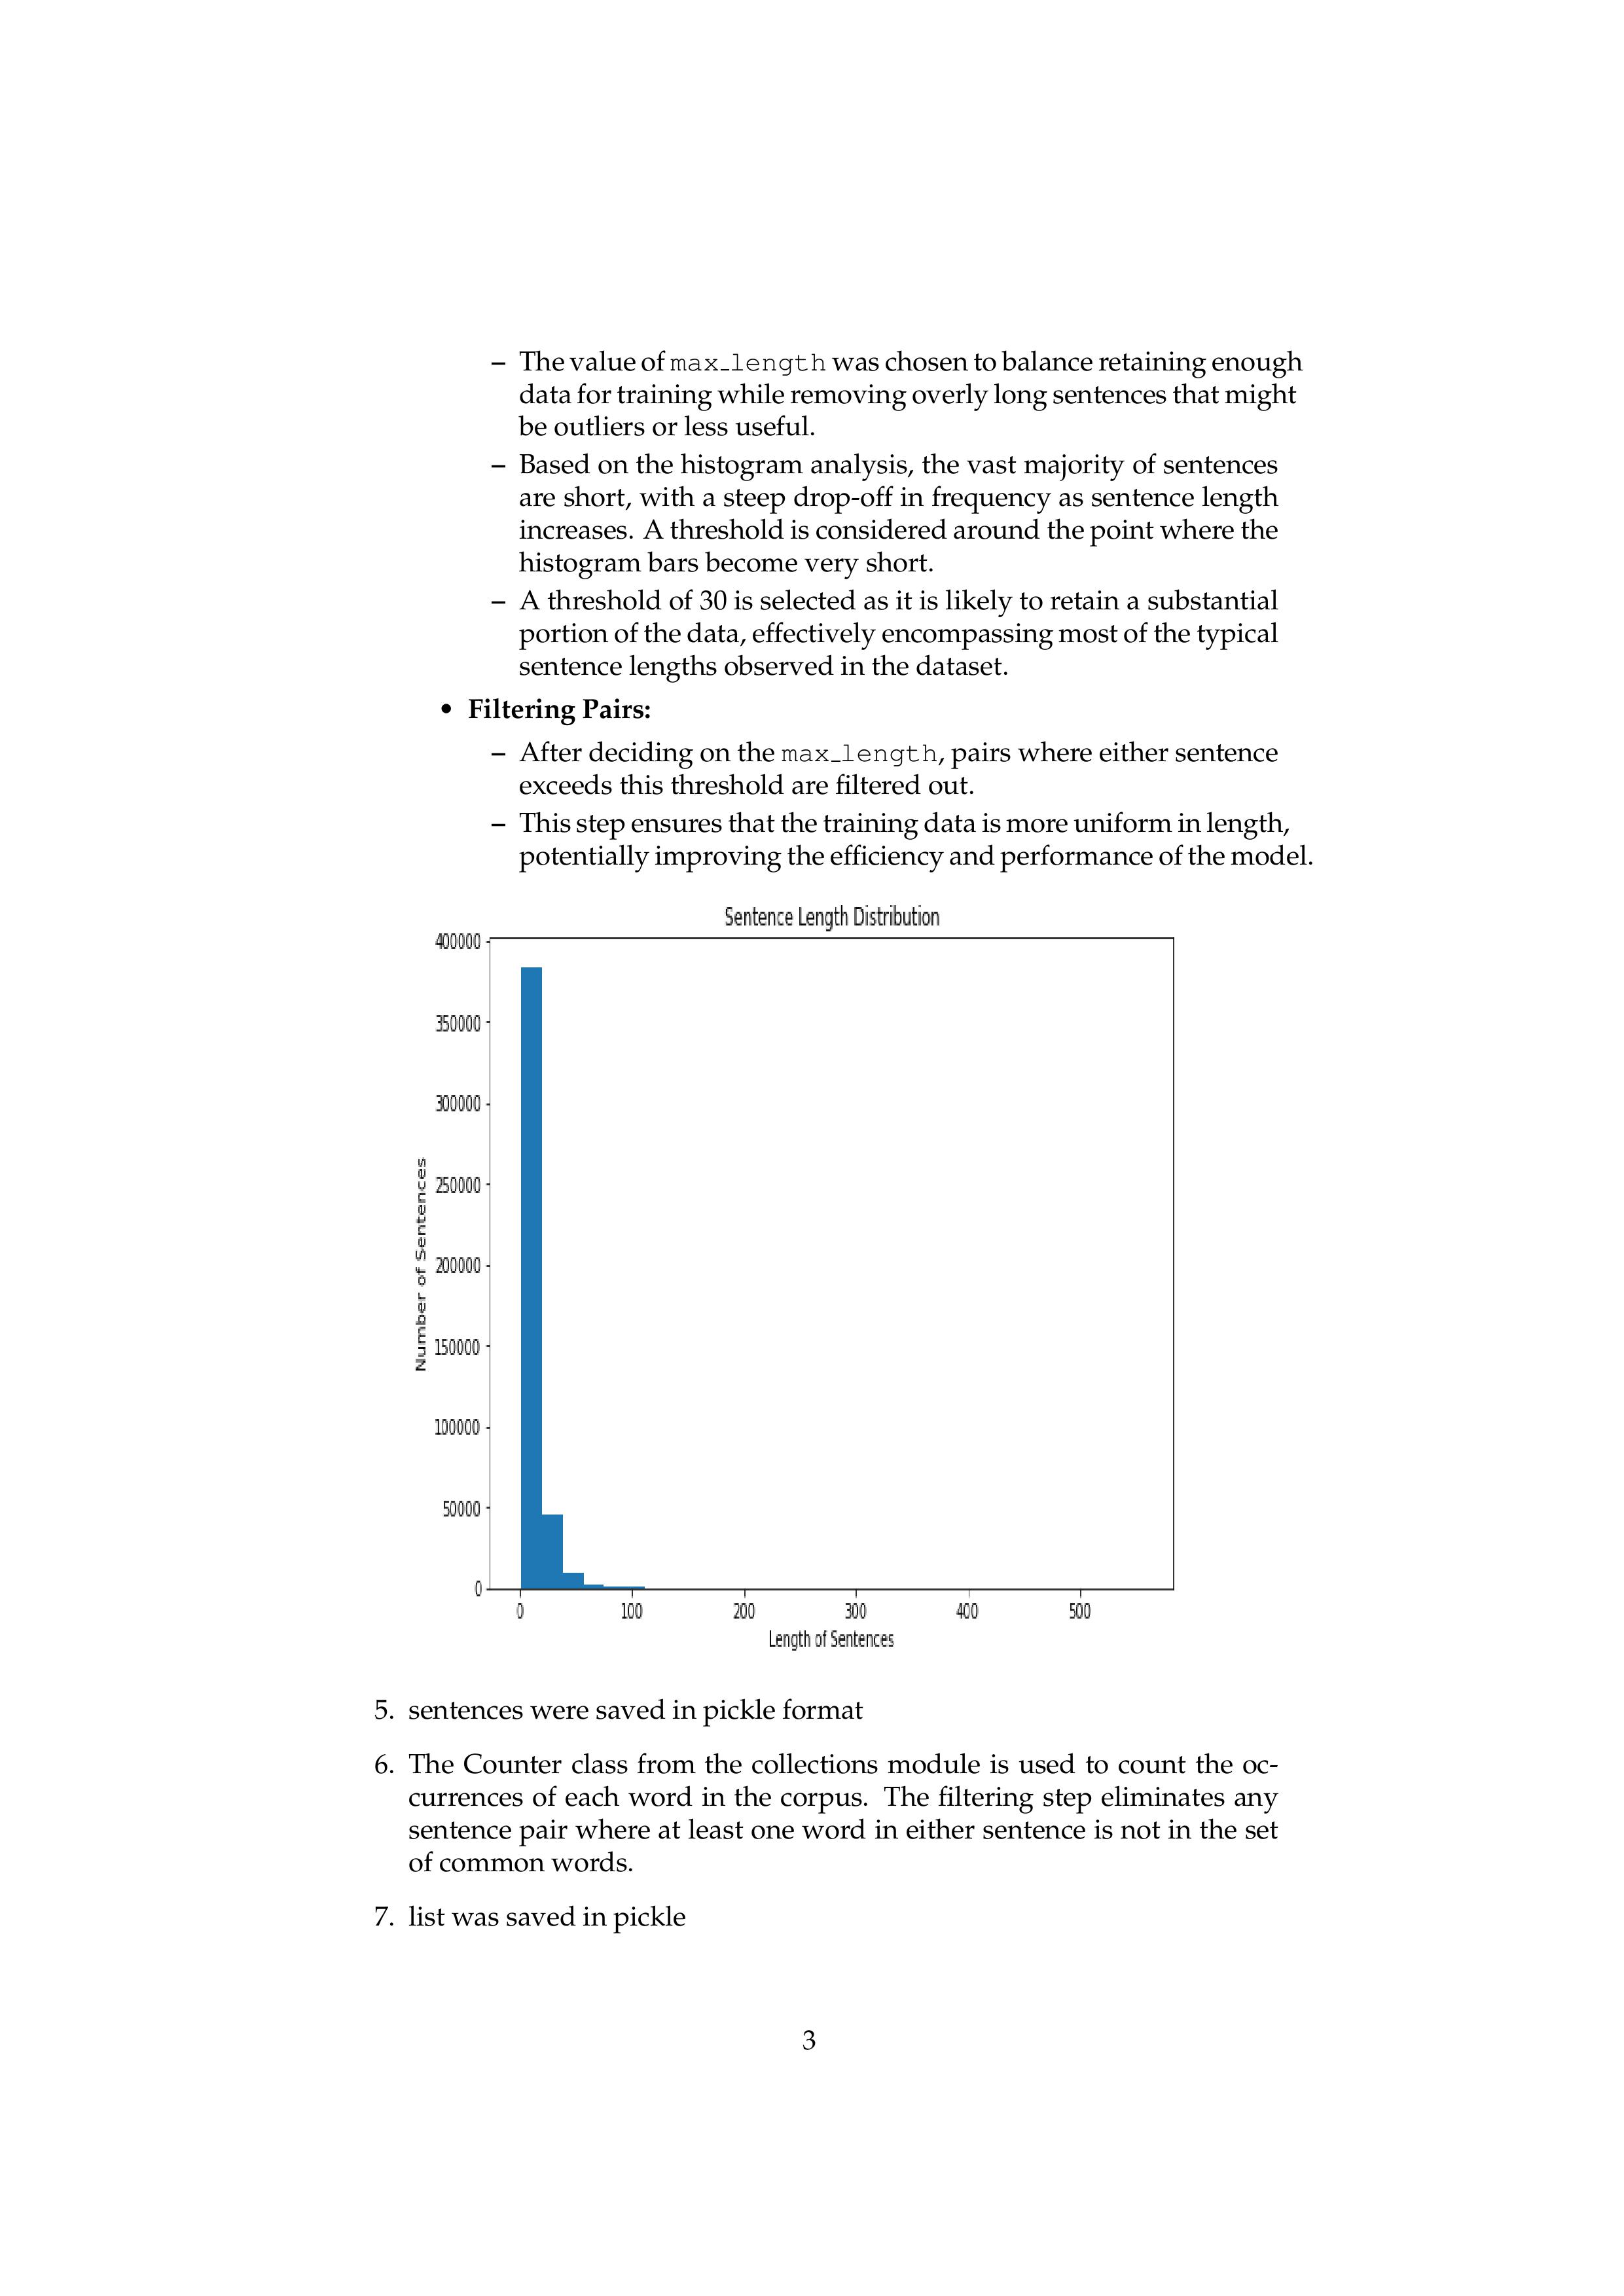 – The value of max_length was chosen to balance retaining enough
data for training while removing overly long sentences that might
be outliers or less useful.
– Based on the histogram analysis, the vast majority of sentences
are short, with a steep drop-off in frequency as sentence length
increases. A threshold is considered around the point where the
histogram bars become very short.
– A threshold of 30 is selected as it is likely to retain a substantial
portion of the data, effectively encompassing most of the typical
sentence lengths observed in the dataset.
• Filtering Pairs:
– After deciding on the max_length, pairs where either sentence
exceeds this threshold are filtered out.
– This step ensures that the training data is more uniform in length,
potentially improving the efficiency and performance of the model.
Sentence Length Distribution
400000
350000
300000
250000
200000
150000
100000
50000
0
Number of Sentences
0 100 200 300 400 500
Length of Sentences
5. sentences were saved in pickle format
6. The Counter class from the collections module is used to count the oc-
currences of each word in the corpus. The filtering step eliminates any
sentence pair where at least one word in either sentence is not in the set
of common words.
7. list was saved in pickle
3